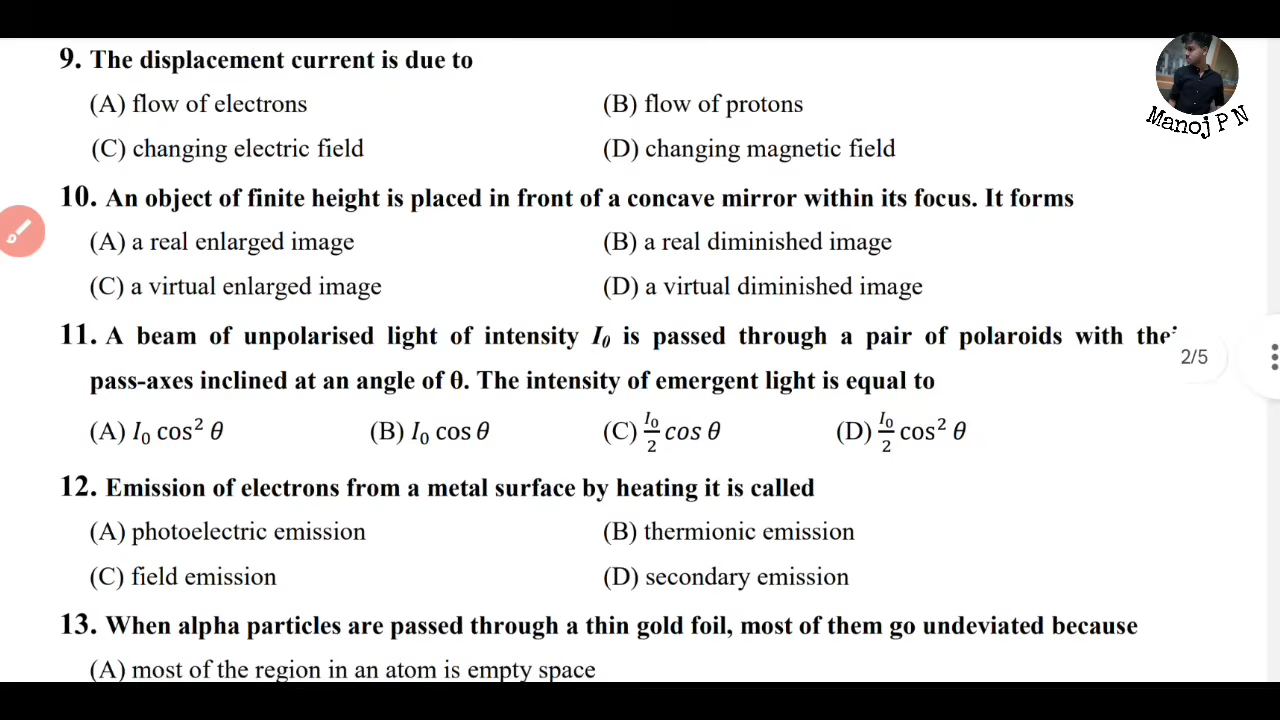 9. The displacement current is due to
(A) flow of electrons (B) flow of protons
(C) changing electric field (D) changing magnetic field
10. An object of finite height is placed in front of a concave mirror within its focus. It forms
(A) a real enlarged image (B) a real diminished image
(C) a virtual enlarged image (D) a virtual diminished image
11. A beam of unpolarised light of intensity I₀ is passed through a pair of polaroids with
pass-axes inclined at an angle of θ. The intensity of emergent light is equal to
(A) I₀ cos² θ (B) I₀ cos θ (C) I₀/2 cos θ (D) I₀/2 cos² θ
12. Emission of electrons from a metal surface by heating it is called
(A) photoelectric emission (B) thermionic emission
(C) field emission (D) secondary emission
13. When alpha particles are passed through a thin gold foil, most of them go undeviated because
(A) most of the region in an atom is empty space
Manoj P N
2/5